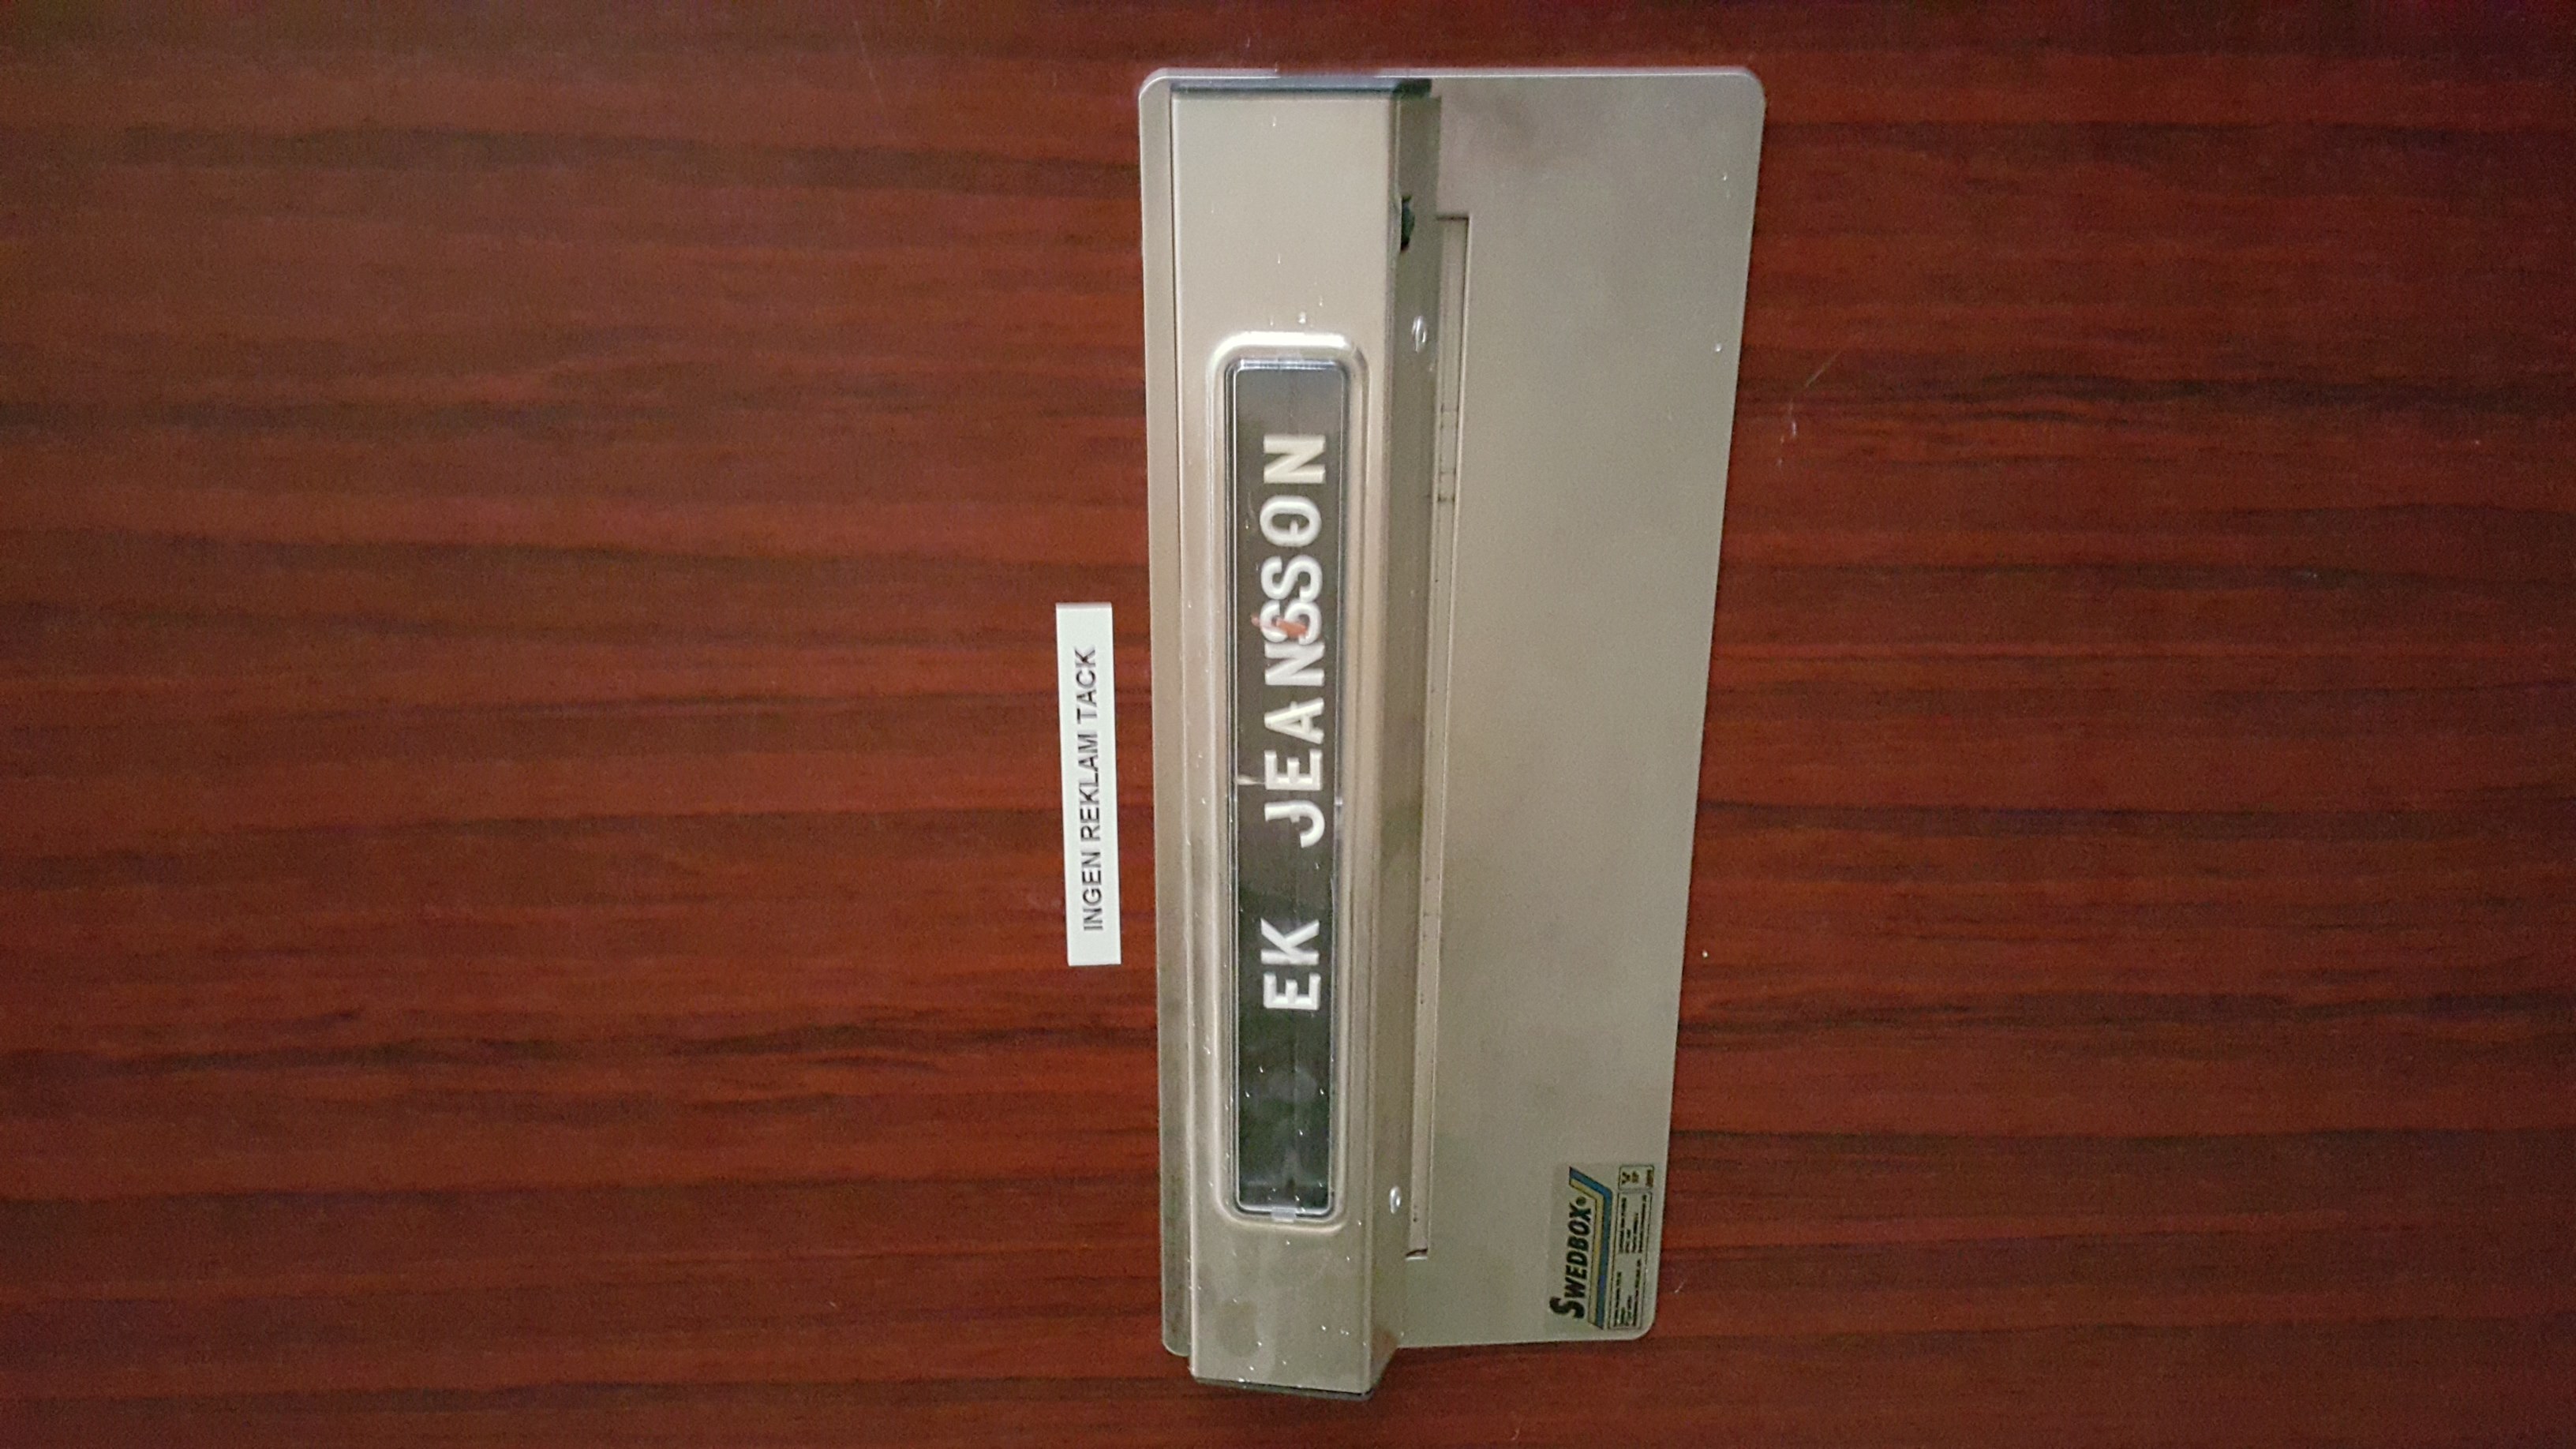 INGEN REKLAM TACK
EK JEANSSON
SWEDBOX®